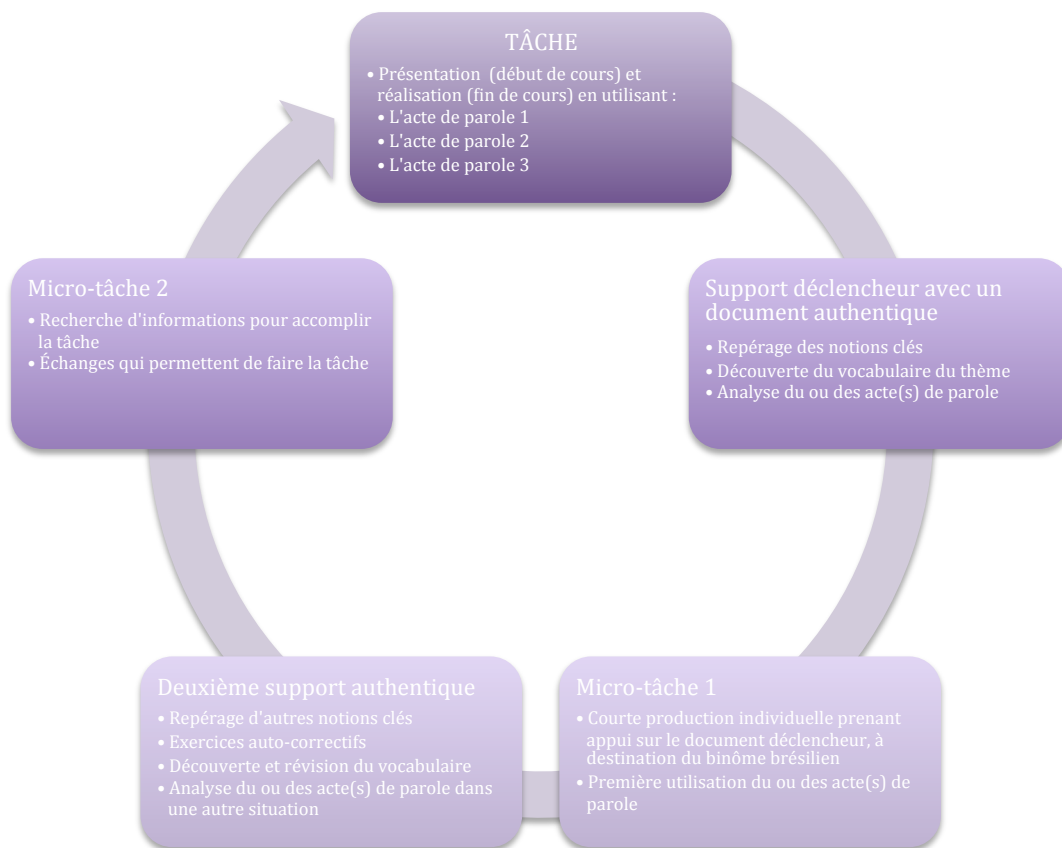 TÂCHE
• Présentation (début de cours) et
réalisation (fin de cours) en utilisant :
• L'acte de parole 1
• L'acte de parole 2
• L'acte de parole 3
Support déclencheur avec un
document authentique
• Repérage des notions clés
• Découverte du vocabulaire du thème
• Analyse du ou des acte(s) de parole
Micro-tâche 1
• Courte production individuelle prenant
appui sur le document déclencheur, à
destination du binôme brésilien
• Première utilisation du ou des acte(s) de
parole
Deuxième support authentique
• Repérage d'autres notions clés
• Exercices auto-correctifs
• Découverte et révision du vocabulaire
• Analyse du ou des acte(s) de parole dans
une autre situation
Micro-tâche 2
• Recherche d'informations pour accomplir
la tâche
• Échanges qui permettent de faire la tâche